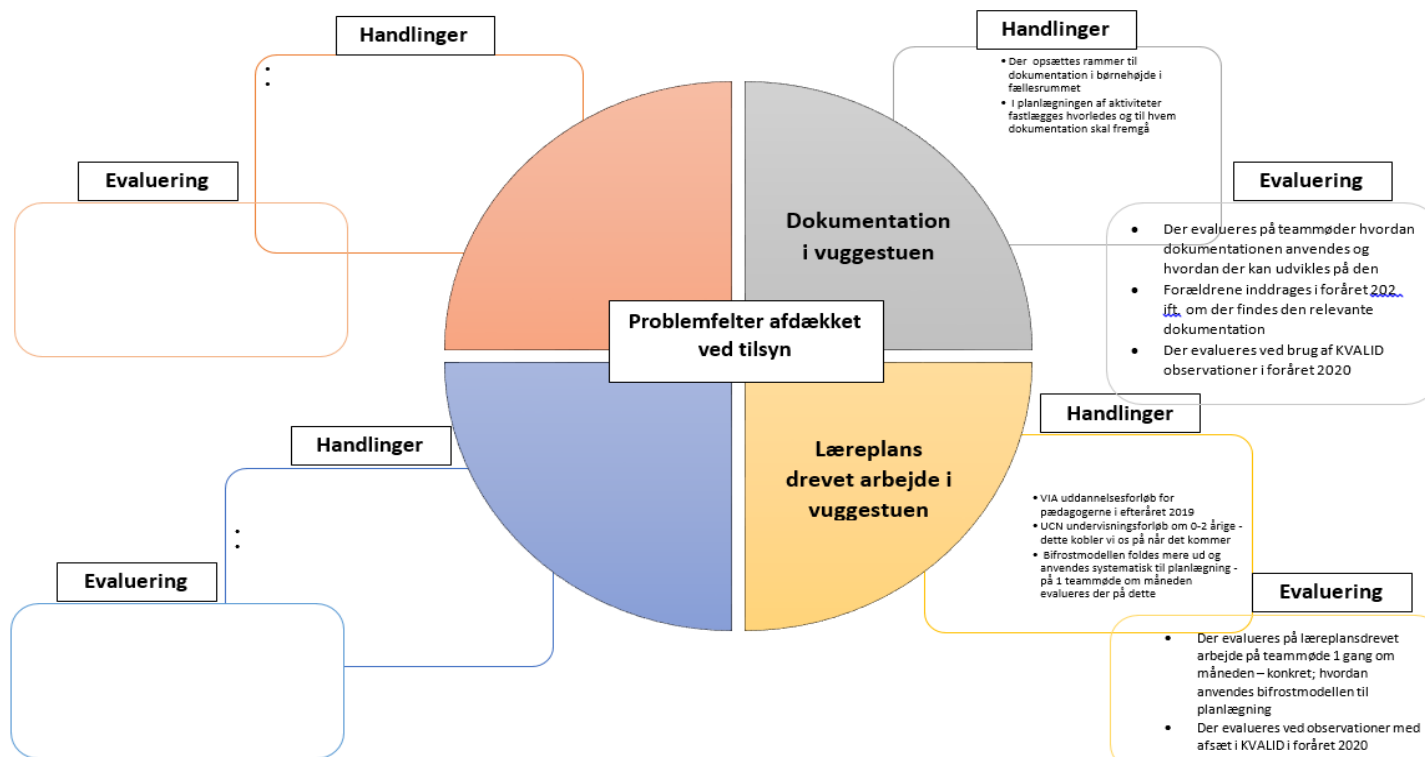 Handlinger
Evaluering
Handlinger
• Der opsættes rammer til
dokumentation i børnehøjde i
fællesrummet
• I planlægningen af aktiviteter
fastlægges hvorledes og til hvem
dokumentation skal fremgå
Evaluering
• Der evalueres på teammøder hvordan
dokumentationen anvendes og
hvordan der kan udvikles på den
• Forældrene inddrages i foråret 202
ift. om der findes den relevante
dokumentation
• Der evalueres ved brug af KVALID
observationer i foråret 2020
Dokumentation
i vuggestuen
Problemfelter afdækket
ved tilsyn
Læreplans
drevet arbejde i
vuggestuen
Handlinger
• VIA uddannelsesforløb for
pædagogerne i efteråret 2019
• UCN undervisningsforløb om 0-2 årige -
dette kobler vi os på når det kommer
• Bifrostmodellen foldes mere ud og
anvendes systematisk til planlægning -
på 1 teammøde om måneden
evalueres der på dette
Evaluering
• Der evalueres på læreplansdrevet
arbejde på teammøde 1 gang om
måneden – konkret; hvordan
anvendes bifrostmodellen til
planlægning
• Der evalueres ved observationer med
afsæt i KVALID i foråret 2020
Handlinger
Evaluering